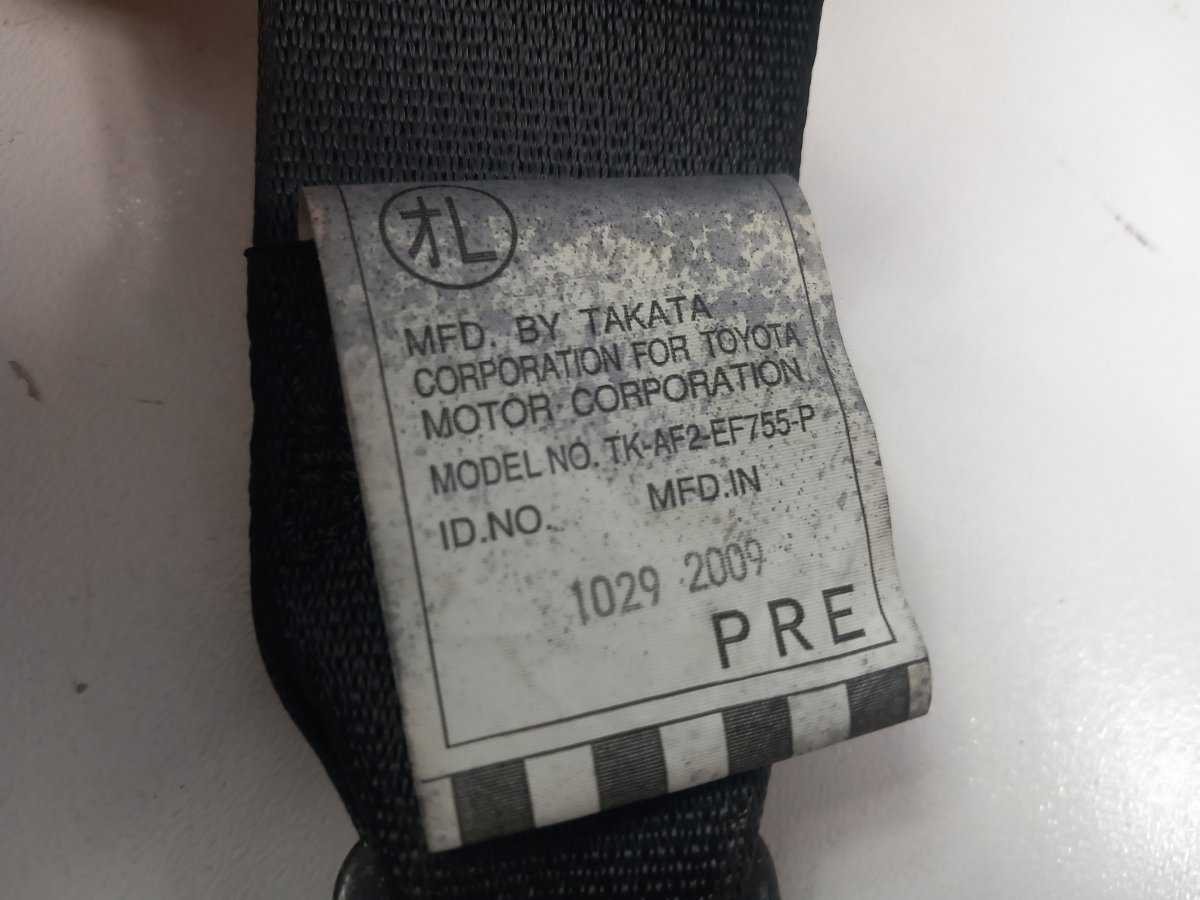 札
MFD. BY TAKATA
CORPORATION FOR TOYOTA
MOTOR CORPORATION.
MODEL NO. TK-AF2-EF755-P
ID.NO. MFD.IN
1029 2009
PRE